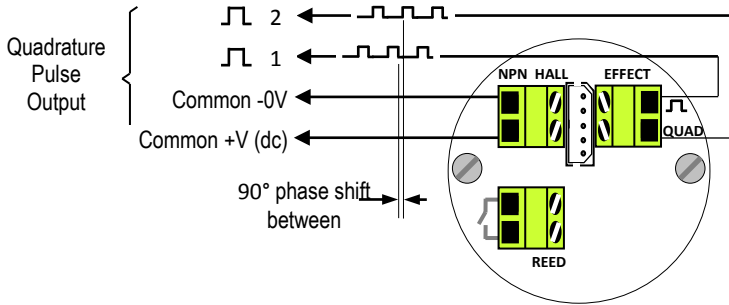 Quadrature
Pulse
Output
2
1
Common -0V
Common +V (dc)
90° phase shift
between
NPN HALL EFFECT
QUAD
REED